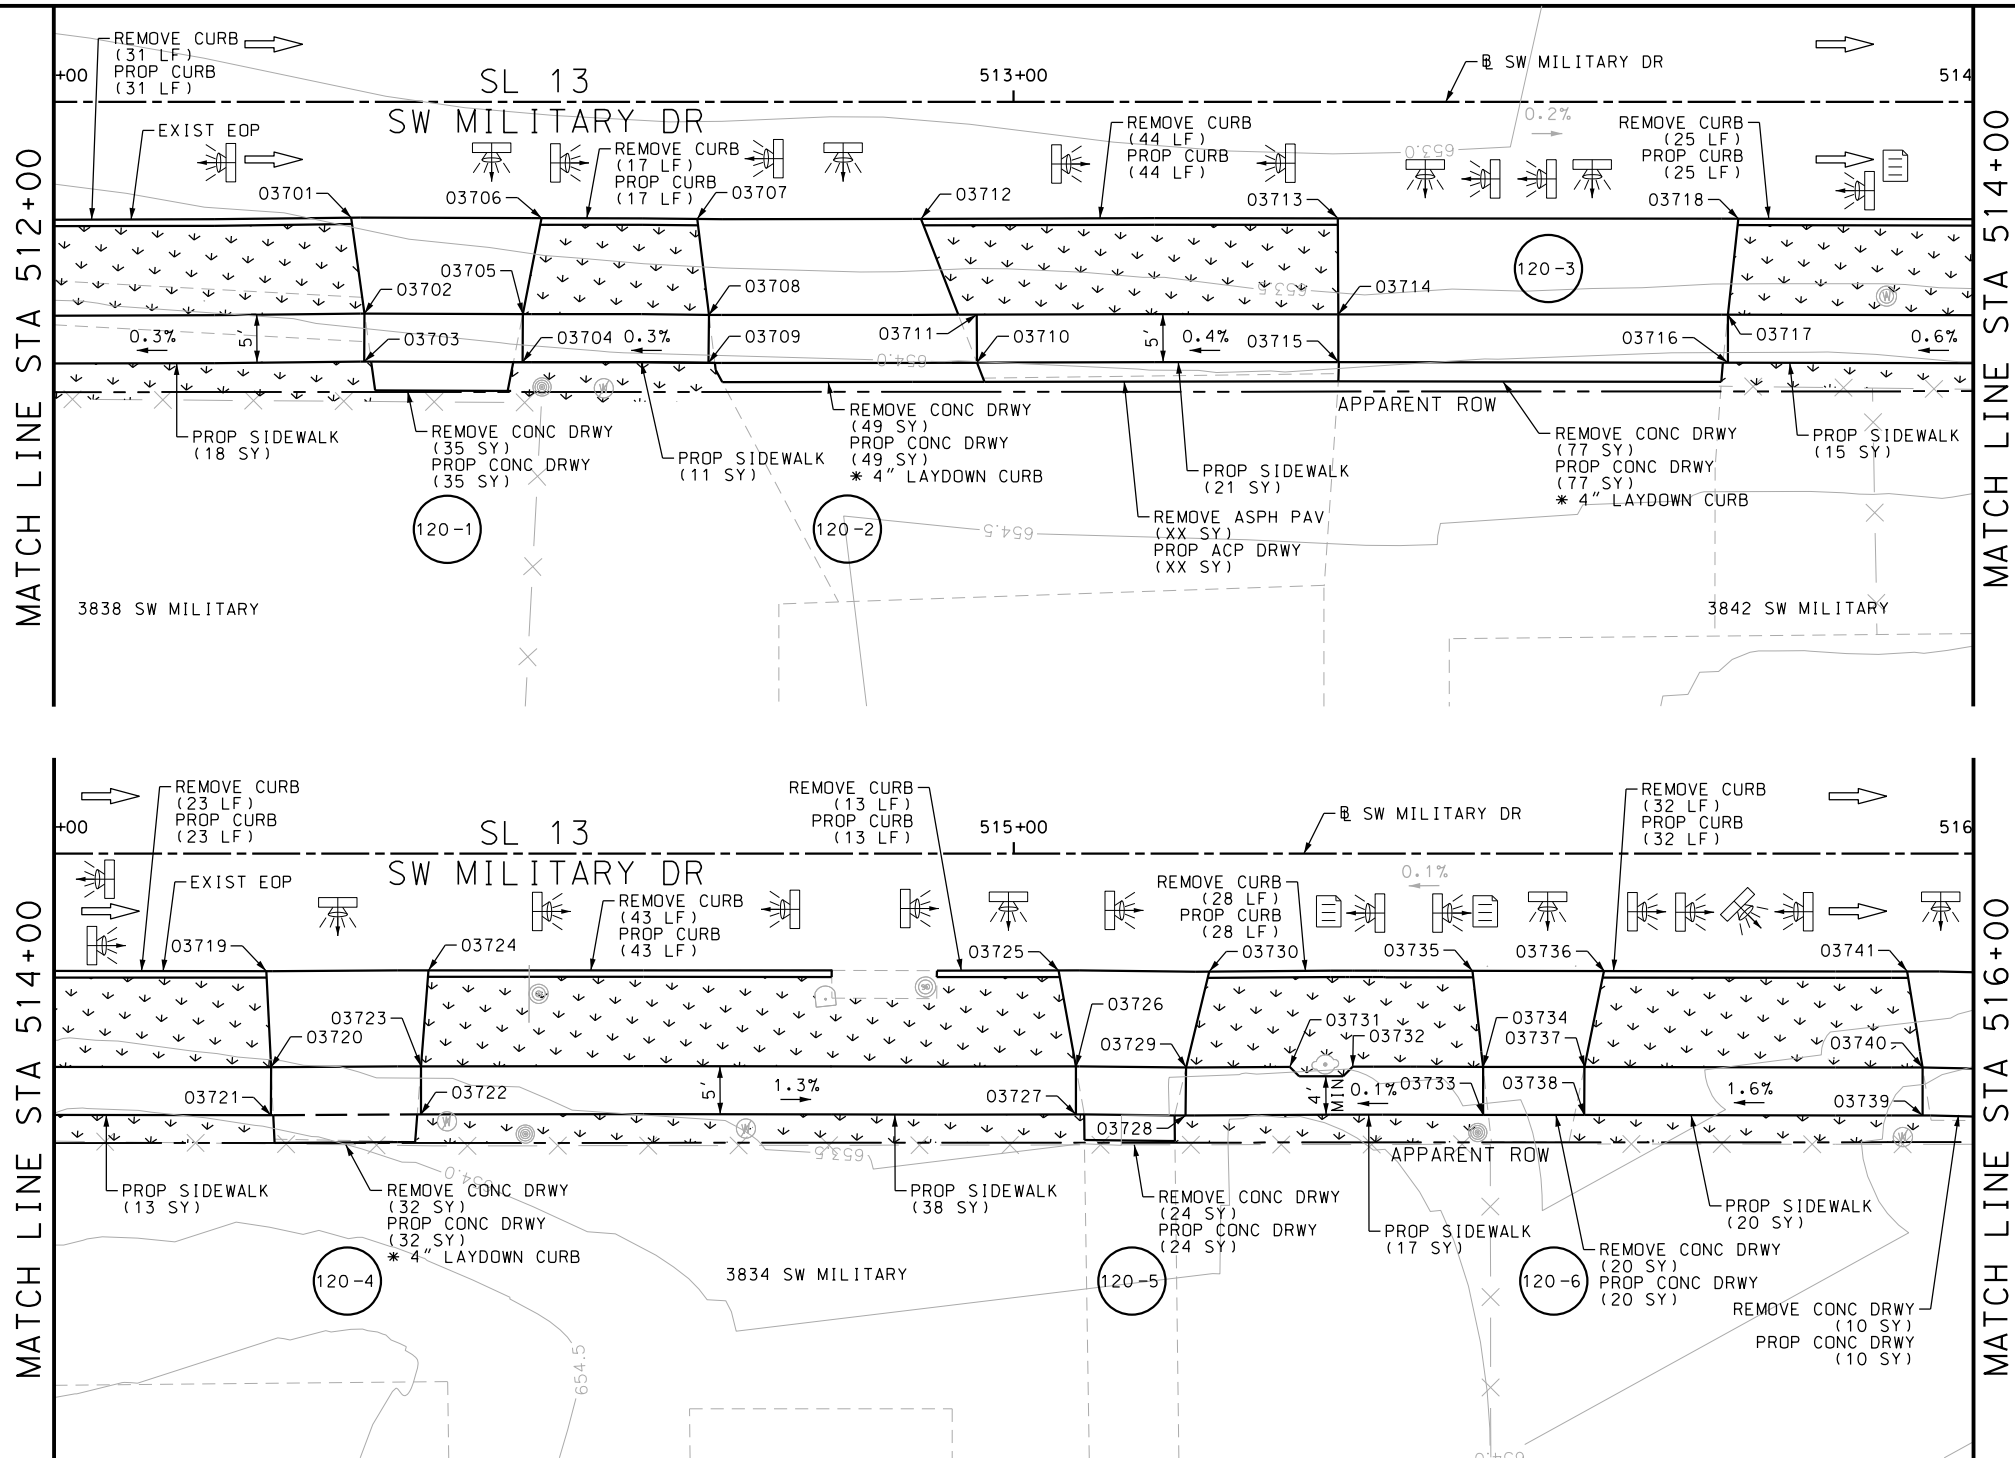 REMOVE CURB
(31 LF)
PROP CURB
(31 LF)
+00
SL 13
513+00
℄ SW MILITARY DR
514
SW MILITARY DR
EXIST EOP
REMOVE CURB
(17 LF)
PROP CURB
(17 LF)
REMOVE CURB
(44 LF)
PROP CURB
(44 LF)
0.2%
653.0
REMOVE CURB
(25 LF)
PROP CURB
(25 LF)
03701
03706
03707
03712
03713
03718
03705
03702
03708
653.5
03714
120-3
0.3%
5'
03703
03704
0.3%
03709
03711
03710
5'
0.4%
03715
03716
03717
0.6%
654.0
W
W
APPARENT ROW
PROP SIDEWALK
(18 SY)
REMOVE CONC DRWY
(35 SY)
PROP CONC DRWY
(35 SY)
PROP SIDEWALK
(11 SY)
REMOVE CONC DRWY
(49 SY)
PROP CONC DRWY
(49 SY)
* 4" LAYDOWN CURB
PROP SIDEWALK
(21 SY)
REMOVE ASPH PAV
(XX SY)
PROP ACP DRWY
(XX SY)
REMOVE CONC DRWY
(77 SY)
PROP CONC DRWY
(77 SY)
* 4" LAYDOWN CURB
PROP SIDEWALK
(15 SY)
120-1
120-2
654.5
3838 SW MILITARY
3842 SW MILITARY
MATCH LINE STA 512+00
MATCH LINE STA 514+00
REMOVE CURB
(23 LF)
PROP CURB
(23 LF)
+00
SL 13
REMOVE CURB
(13 LF)
PROP CURB
(13 LF)
515+00
℄ SW MILITARY DR
REMOVE CURB
(32 LF)
PROP CURB
(32 LF)
516
SW MILITARY DR
EXIST EOP
REMOVE CURB
(43 LF)
PROP CURB
(43 LF)
REMOVE CURB
(28 LF)
PROP CURB
(28 LF)
0.1%
03719
03724
03725
03730
03735
03736
03741
03723
03720
03726
03729
03731
03732
03734
03737
03740
03721
03722
5'
1.3%
03727
03728
4'
MIN
0.1%
03733
03738
1.6%
03739
W
W
W
653.5
654.0
APPARENT ROW
PROP SIDEWALK
(13 SY)
REMOVE CONC DRWY
(32 SY)
PROP CONC DRWY
(32 SY)
* 4" LAYDOWN CURB
PROP SIDEWALK
(38 SY)
REMOVE CONC DRWY
(24 SY)
PROP CONC DRWY
(24 SY)
PROP SIDEWALK
(17 SY)
PROP SIDEWALK
(20 SY)
REMOVE CONC DRWY
(20 SY)
PROP CONC DRWY
(20 SY)
REMOVE CONC DRWY
(10 SY)
PROP CONC DRWY
(10 SY)
120-4
3834 SW MILITARY
120-5
120-6
654.5
654.0
MATCH LINE STA 514+00
MATCH LINE STA 516+00